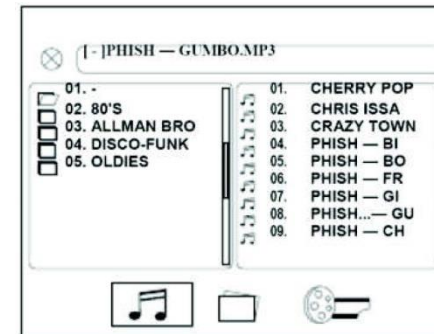 [ - ]PHISH — GUMBO.MP3
01. -
02. 80'S
03. ALLMAN BRO
04. DISCO-FUNK
05. OLDIES
01. CHERRY POP
02. CHRIS ISSA
03. CRAZY TOWN
04. PHISH — BI
05. PHISH — BO
06. PHISH — FR
07. PHISH — GI
08. PHISH...— GU
09. PHISH — CH